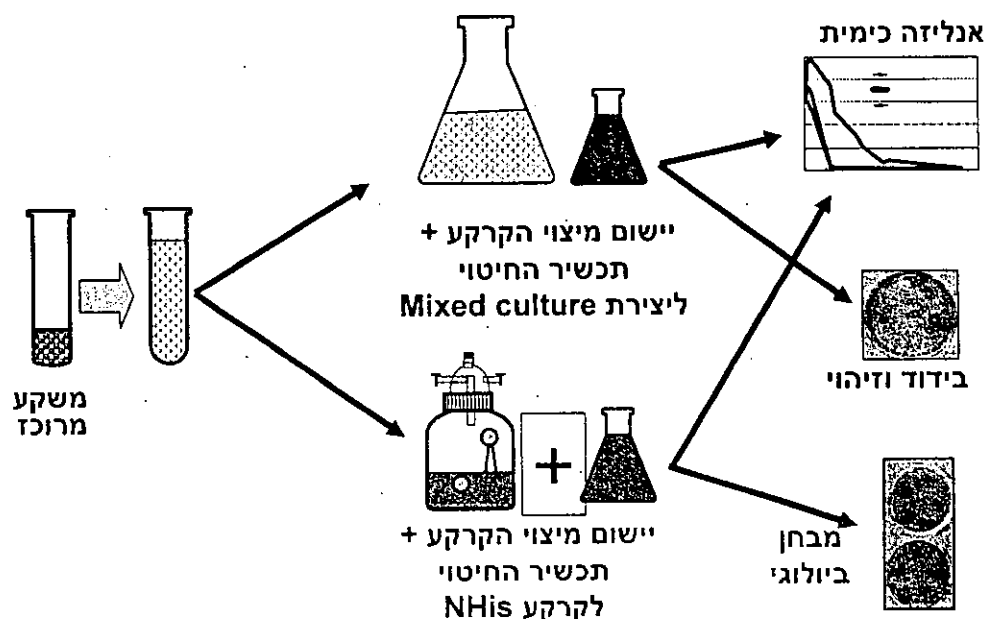 אנליזה כימית
יישום מיצוי הקרקע +
תכשיר החיטוי
ליצירת Mixed culture
משקע
מרוכז
בידוד וזיהוי
+
יישום מיצוי הקרקע +
תכשיר החיטוי
לקרקע NHis
מבחן
ביולוגי